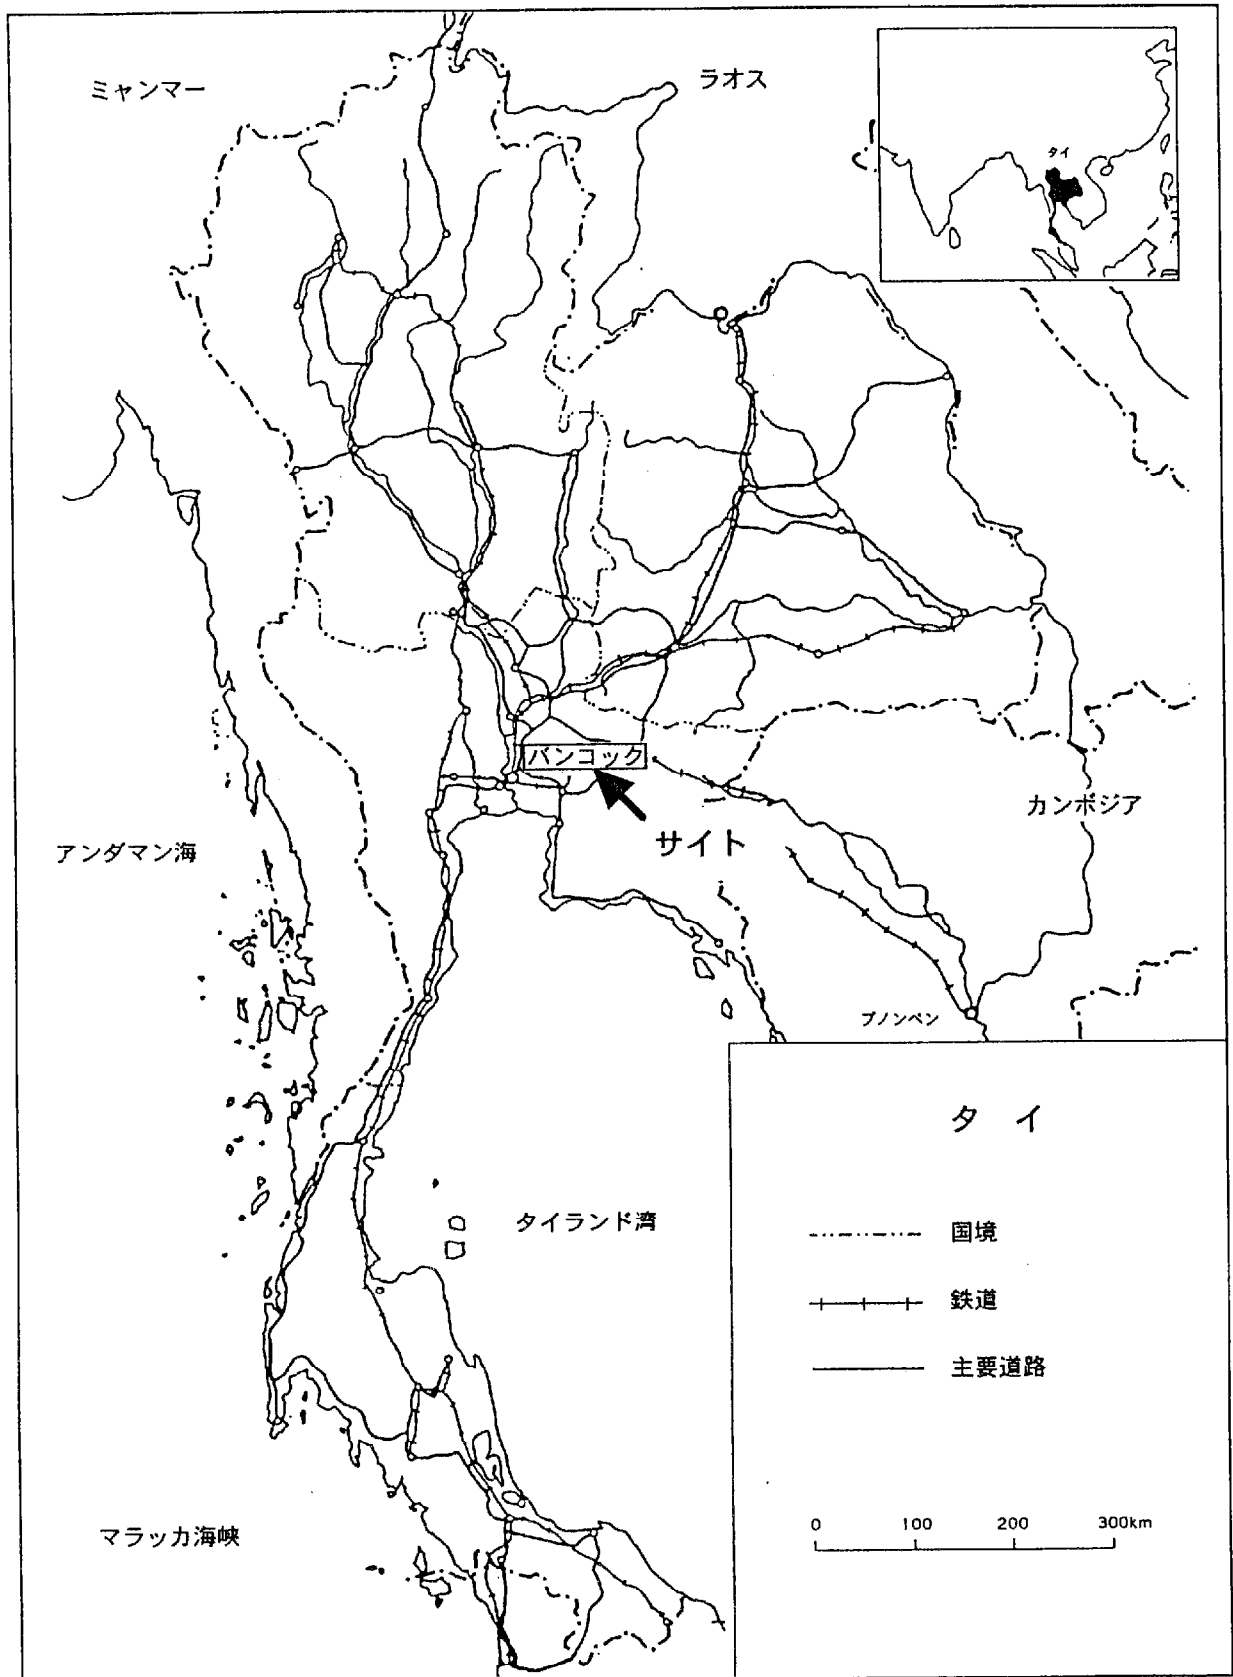 ミャンマー
ラオス
タイ
バンコック
サイト
カンボジア
アンダマン海
プノンペン
タイランド湾
マラッカ海峡
タイ
国境
鉄道
主要道路
0 100 200 300km